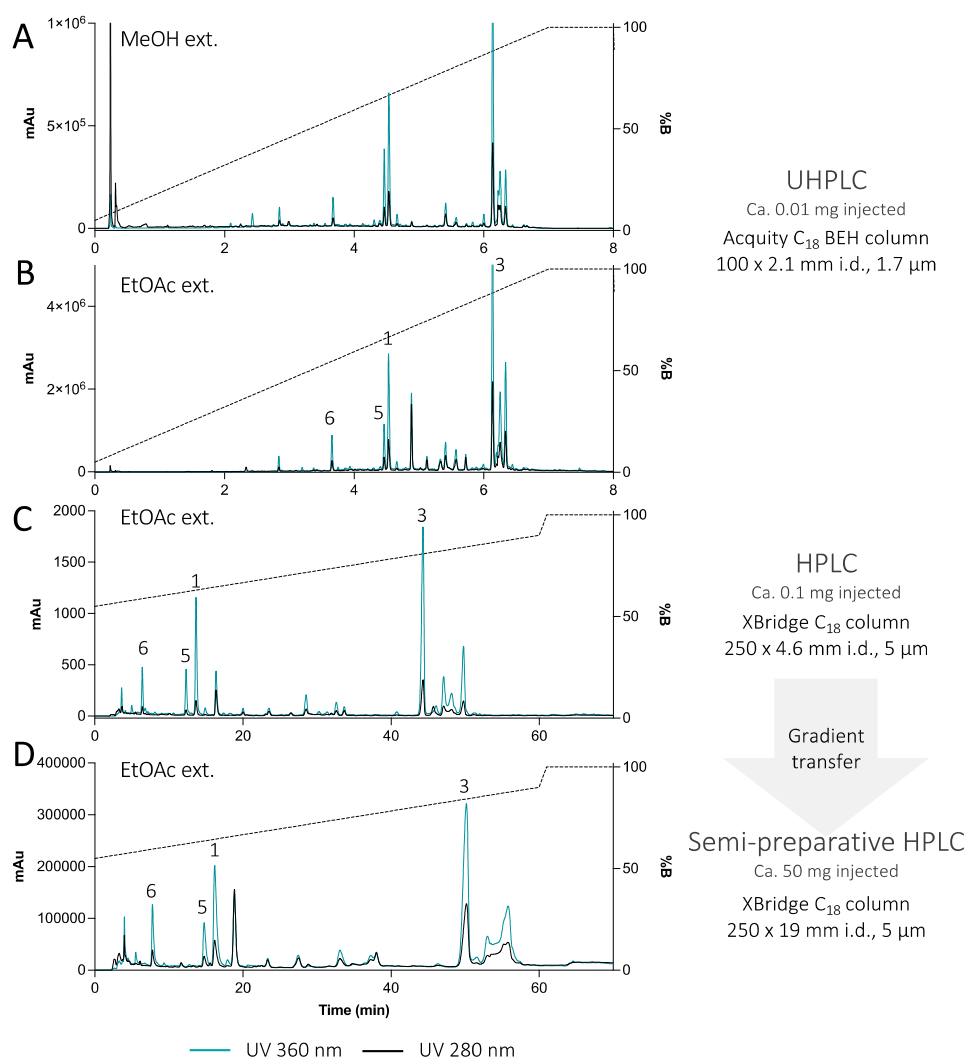 A
MeOH ext.
1×10⁶
5×10⁵
0
mAu
100
50
0
%B
0 2 4 6 8
UHPLC
Ca. 0.01 mg injected
Acquity C₁₈ BEH column
100 x 2.1 mm i.d., 1.7 µm
B
EtOAc ext.
4×10⁶
2×10⁶
0
mAu
6
5
1
3
100
50
0
%B
0 2 4 6 8
C
EtOAc ext.
2000
1500
1000
500
0
mAu
6
5
1
3
100
50
0
%B
0 20 40 60
HPLC
Ca. 0.1 mg injected
XBridge C₁₈ column
250 x 4.6 mm i.d., 5 µm
Gradient
transfer
D
EtOAc ext.
400000
300000
200000
100000
0
mAu
6
5
1
3
100
50
0
%B
0 20 40 60
Time (min)
Semi-preparative HPLC
Ca. 50 mg injected
XBridge C₁₈ column
250 x 19 mm i.d., 5 µm
UV 360 nm UV 280 nm